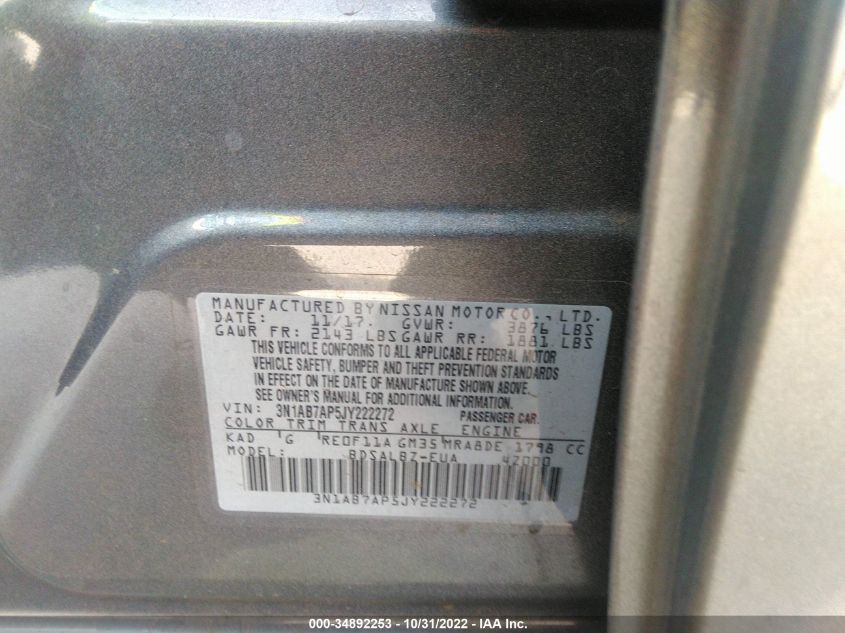 MANUFACTURED BY NISSAN MOTOR CO., LTD.
DATE: 11/17. GVWR: 3876 LBS
GAWR FR: 2143 LBS GAWR RR: 1881 LBS
THIS VEHICLE CONFORMS TO ALL APPLICABLE FEDERAL MOTOR
VEHICLE SAFETY, BUMPER AND THEFT PREVENTION STANDARDS
IN EFFECT ON THE DATE OF MANUFACTURE SHOWN ABOVE.
SEE OWNER'S MANUAL FOR ADDITIONAL INFORMATION.
VIN: 3N1AB7AP5JY222272 PASSENGER CAR.
COLOR TRIM TRANS AXLE ENGINE
KAD G RE0F11A GM35 MRA8DE 1798 CC
MODEL: BDSALBZ-EUA 42000
3N1AB7AP5JY222272
000-34892253 - 10/31/2022 - IAA Inc.